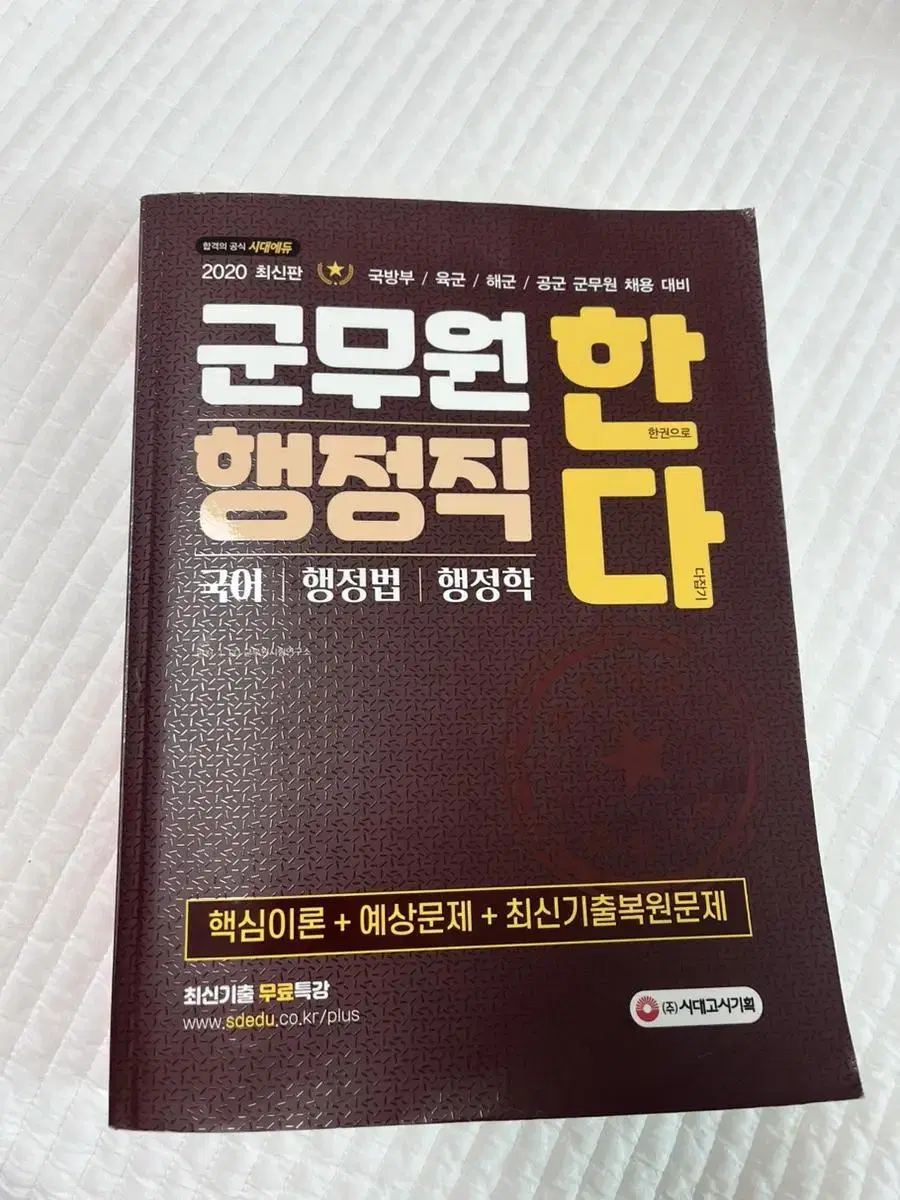 합격의 공식 시대에듀
2020 최신판
국방부 / 육군 / 해군 / 공군 군무원 채용 대비
군무원
행정직
한
한권으로
다
다잡기
국어 | 행정법 | 행정학
핵심이론 + 예상문제 + 최신기출복원문제
최신기출 무료특강
www.sdedu.co.kr/plus
(주)시대고시기획